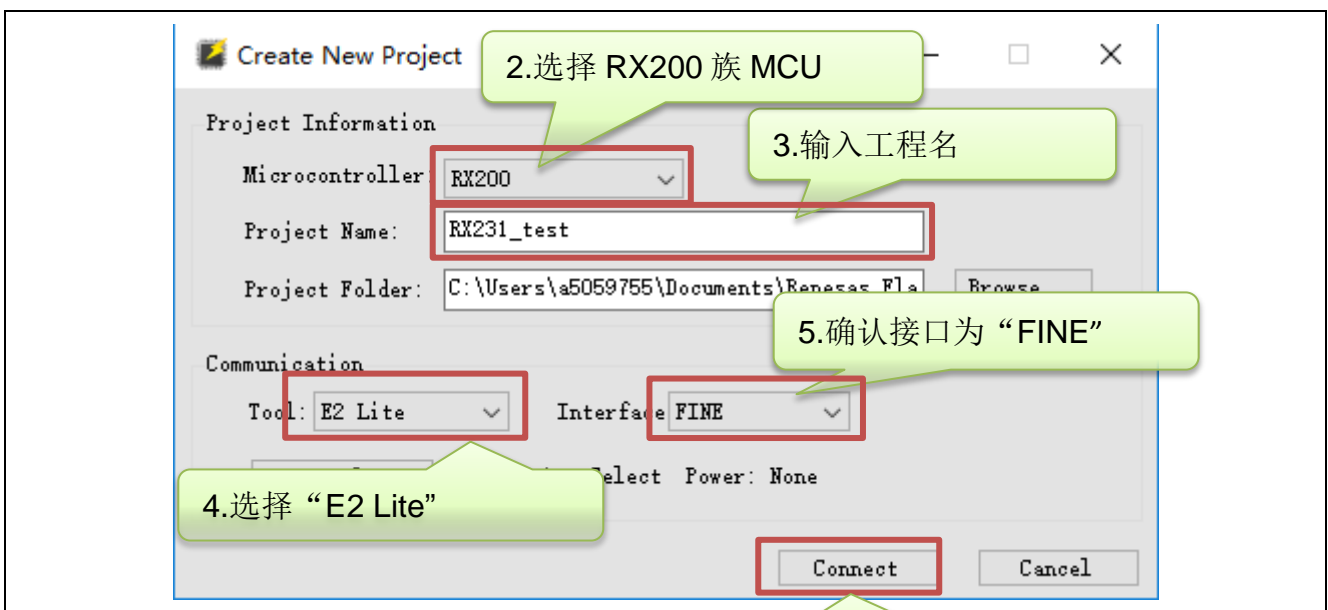 Create New Project
2.选择 RX200 族 MCU
Project Information
3.输入工程名
Microcontroller:
RX200
Project Name:
RX231_test
Project Folder:
C:\Users\a5059755\Documents\Renesas Fla
Browse
5.确认接口为“FINE”
Communication
Tool:
E2 Lite
Interface
FINE
4.选择“E2 Lite”
Select Power: None
Connect
Cancel